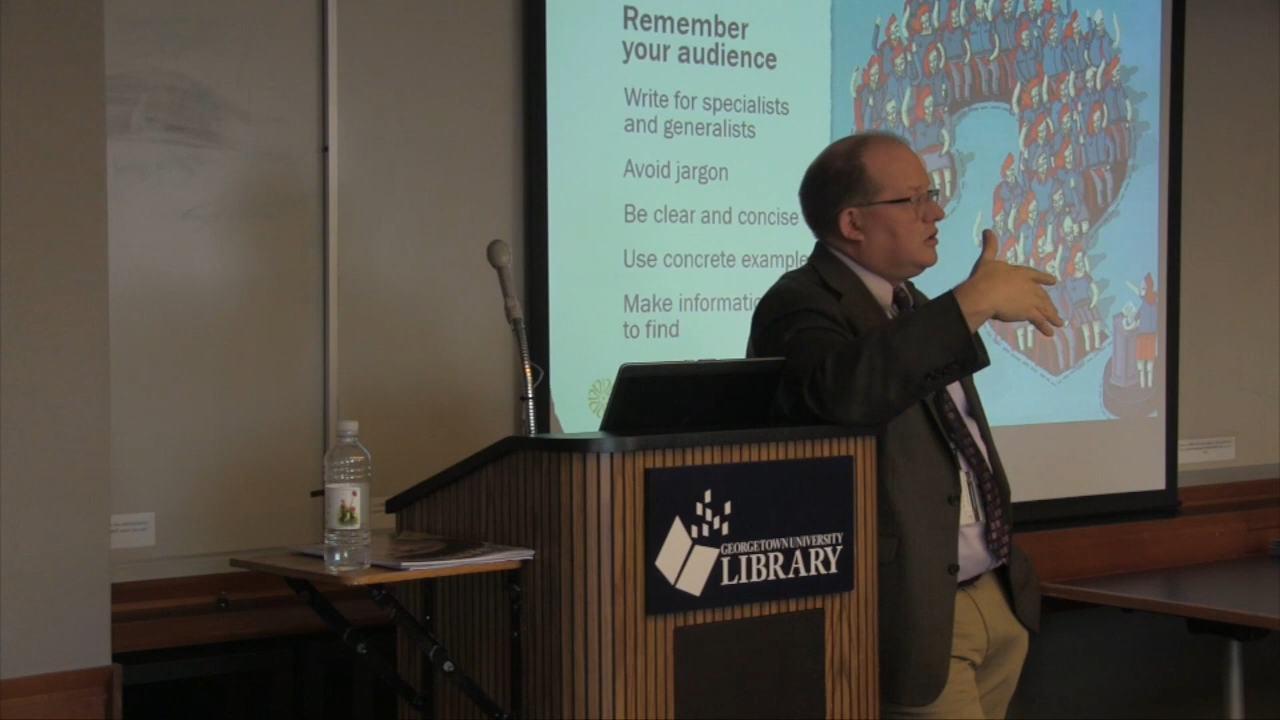 Remember
your audience
Write for specialists
and generalists
Avoid jargon
Be clear and concise
Use concrete example
Make informatio
to find
GEORGETOWN UNIVERSITY
LIBRARY